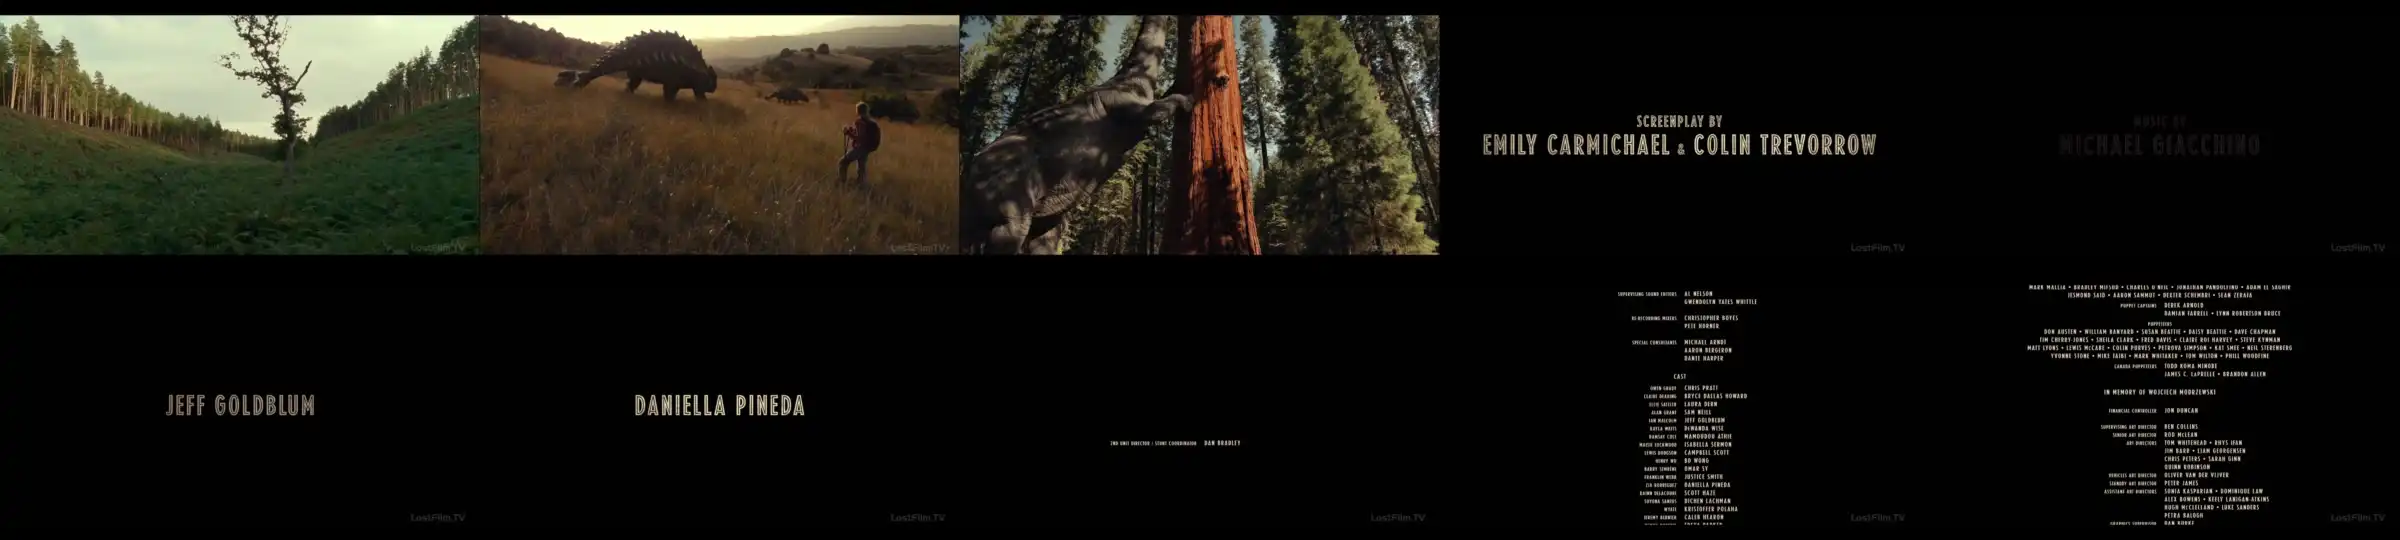 LostFilm.TV
LostFilm.TV
SCREENPLAY BY
EMILY CARMICHAEL & COLIN TREVORROW
LostFilm.TV
MUSIC BY
MICHAEL GIACCHINO
LostFilm.TV
JEFF GOLDBLUM
LostFilm.TV
DANIELLA PINEDA
LostFilm.TV
2ND UNIT DIRECTOR / STUNT COORDINATOR DAN BRADLEY
LostFilm.TV
SUPERVISING SOUND EDITORS AL NELSON
GWENDOLYN YATES WHITTLE
RE-RECORDING MIXERS CHRISTOPHER BOYES
PETE HORNER
SPECIAL CONSULTANTS MICHAEL ARNDT
AARON BERGERON
DANTE HARPER
CAST
OWEN GRADY CHRIS PRATT
CLAIRE DEARING BRYCE DALLAS HOWARD
ELLIE SATTLER LAURA DERN
ALAN GRANT SAM NEILL
IAN MALCOLM JEFF GOLDBLUM
KAYLA WATTS DeWANDA WISE
RAMSAY COLE MAMOUDOU ATHIE
MAISIE LOCKWOOD ISABELLA SERMON
LEWIS DODGSON CAMPBELL SCOTT
HENRY WU BD WONG
BARRY SEMBENE OMAR SY
FRANKLIN WEBB JUSTICE SMITH
ZIA RODRIGUEZ DANIELLA PINEDA
RAINN DELACOURT SCOTT HAZE
SOYONA SANTOS DICHEN LACHMAN
WYATT KRISTOFFER POLAHA
JEREMY BERNIER CALEB HEARON
LostFilm.TV
MARK MALLIA • BRADLEY MIFSUD • CHARLES O'NEIL • JONATHAN PANDOLFINO • ADAM EL SAGHIR
JESMOND SAID • AARON SAMMUT • DEXTER SCHEMBRI • SEAN ZERAFA
PUPPET CAPTAINS DEREK ARNOLD
DAMIAN FARRELL • LYNN ROBERTSON BRUCE
PUPPETEERS
DON AUSTEN • WILLIAM BANYARD • SUSAN BEATTIE • DAISY BEATTIE • DAVE CHAPMAN
TIM CHERRY-JONES • SHEILA CLARK • FRED DAVIS • CLAIRE ROI HARVEY • STEVE KYNMAN
MATT LYONS • LEWIS McCABE • COLIN PURVES • PETROVA SIMPSON • KAT SMEE • NEIL STERENBERG
YVONNE STONE • MIKE TAIBI • MARK WHITAKER • TOM WILTON • PHILL WOODFINE
CANADA PUPPETEERS TODD KOMA MINOBE
JAMES C. LaPRELLE • BRANDON ALLEN
IN MEMORY OF WOJCIECH MODRZEWSKI
FINANCIAL CONTROLLER JON DUNCAN
SUPERVISING ART DIRECTOR BEN COLLINS
SENIOR ART DIRECTOR ROD McLEAN
ART DIRECTORS TOM WHITEHEAD • RHYS IFAN
JIM BARR • LIAM GEORGENSEN
CHRIS PETERS • SARAH GINN
QUINN ROBINSON
VEHICLES ART DIRECTOR OLIVER VAN DER VIJVER
STANDBY ART DIRECTOR PETER JAMES
ASSISTANT ART DIRECTORS SONIA KASPARIAN • DOMINIQUE LAW
ALEX BOWENS • KEELY LANIGAN-ATKINS
HUGH McCLELLAND • LUKE SANDERS
PETRA BALOGH
LostFilm.TV